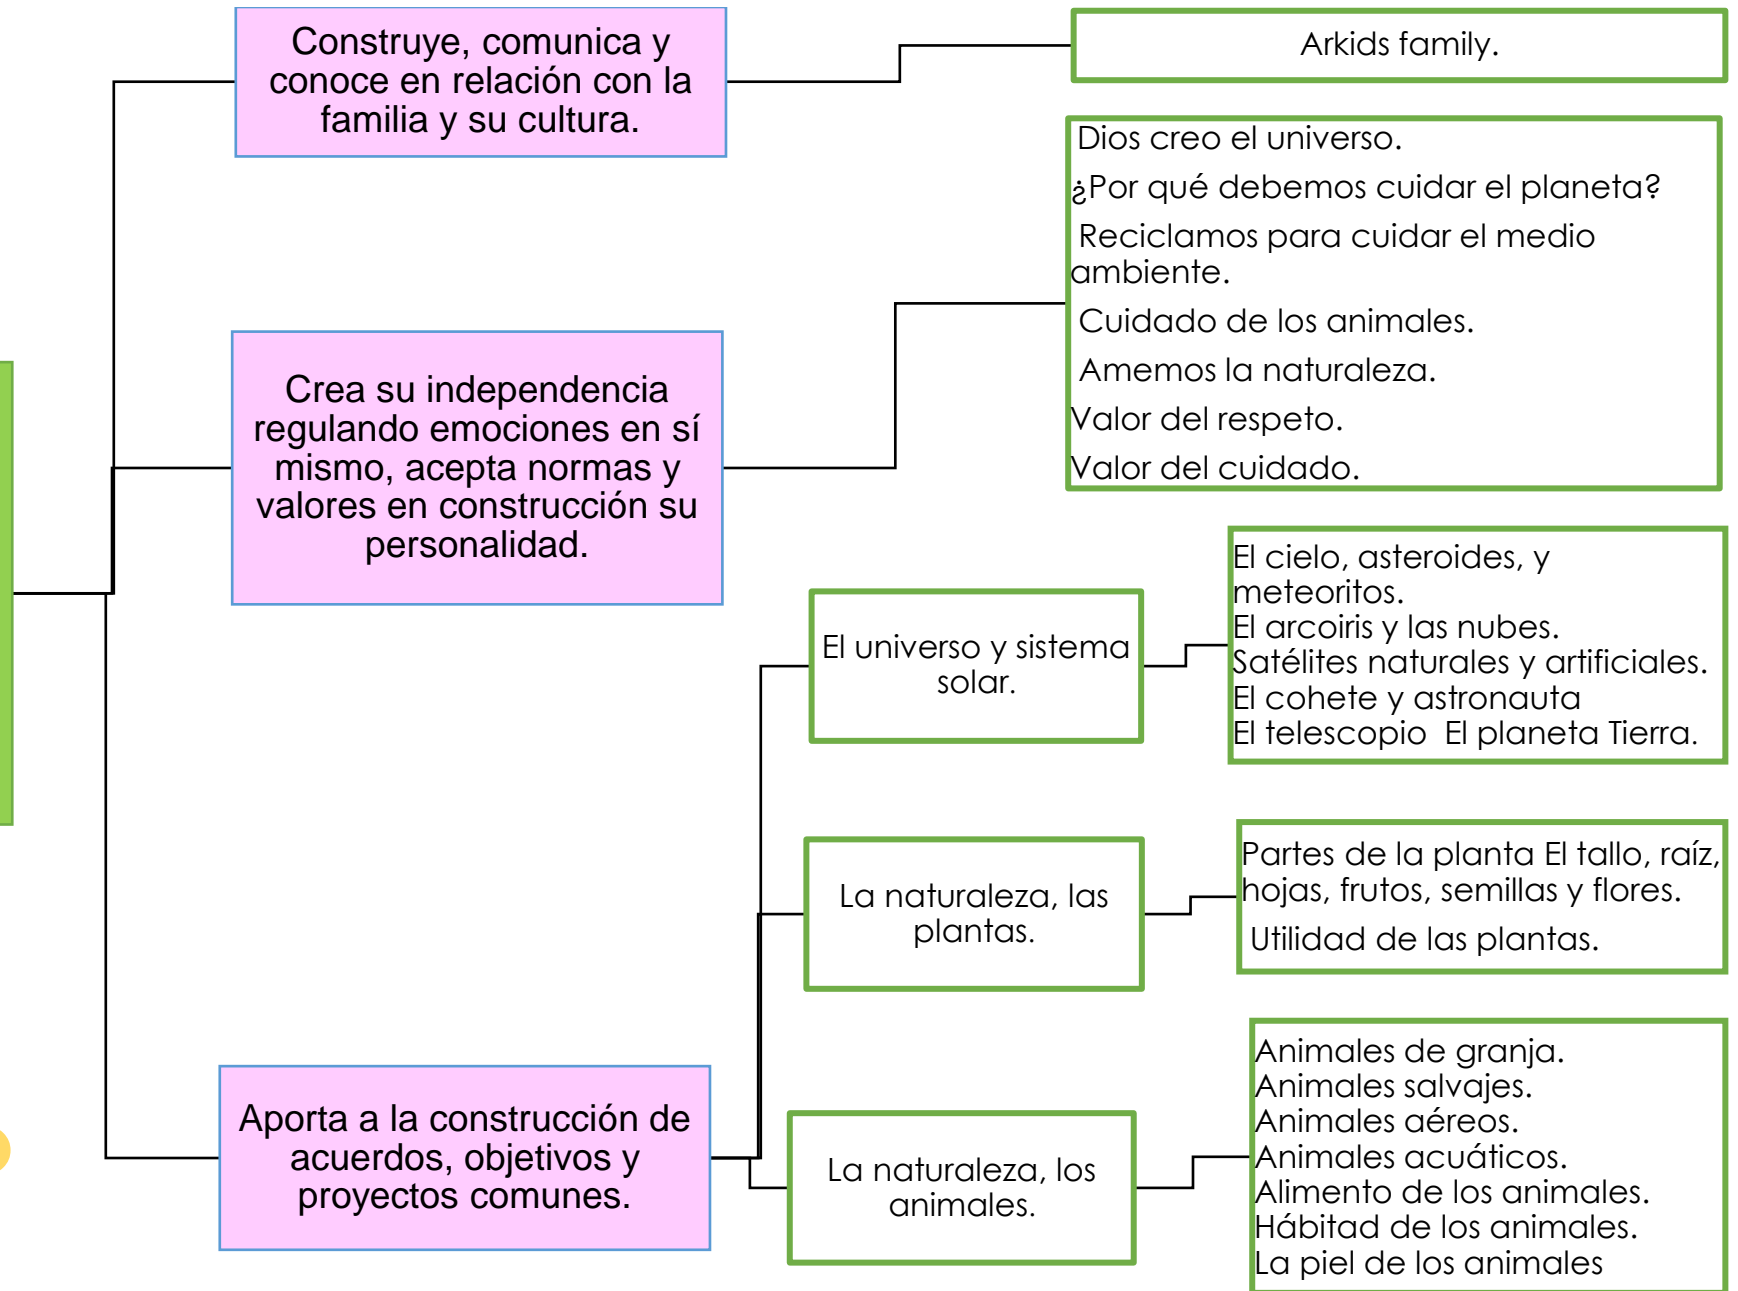 Construye, comunica y
conoce en relación con la
familia y su cultura.
Arkids family.
Crea su independencia
regulando emociones en sí
mismo, acepta normas y
valores en construcción su
personalidad.
Dios creo el universo.
¿Por qué debemos cuidar el planeta?
Reciclamos para cuidar el medio
ambiente.
Cuidado de los animales.
Amemos la naturaleza.
Valor del respeto.
Valor del cuidado.
Aporta a la construcción de
acuerdos, objetivos y
proyectos comunes.
El universo y sistema
solar.
El cielo, asteroides, y
meteoritos.
El arcoiris y las nubes.
Satélites naturales y artificiales.
El cohete y astronauta
El telescopio  El planeta Tierra.
La naturaleza, las
plantas.
Partes de la planta El tallo, raíz,
hojas, frutos, semillas y flores.
Utilidad de las plantas.
La naturaleza, los
animales.
Animales de granja.
Animales salvajes.
Animales aéreos.
Animales acuáticos.
Alimento de los animales.
Hábitad de los animales.
La piel de los animales